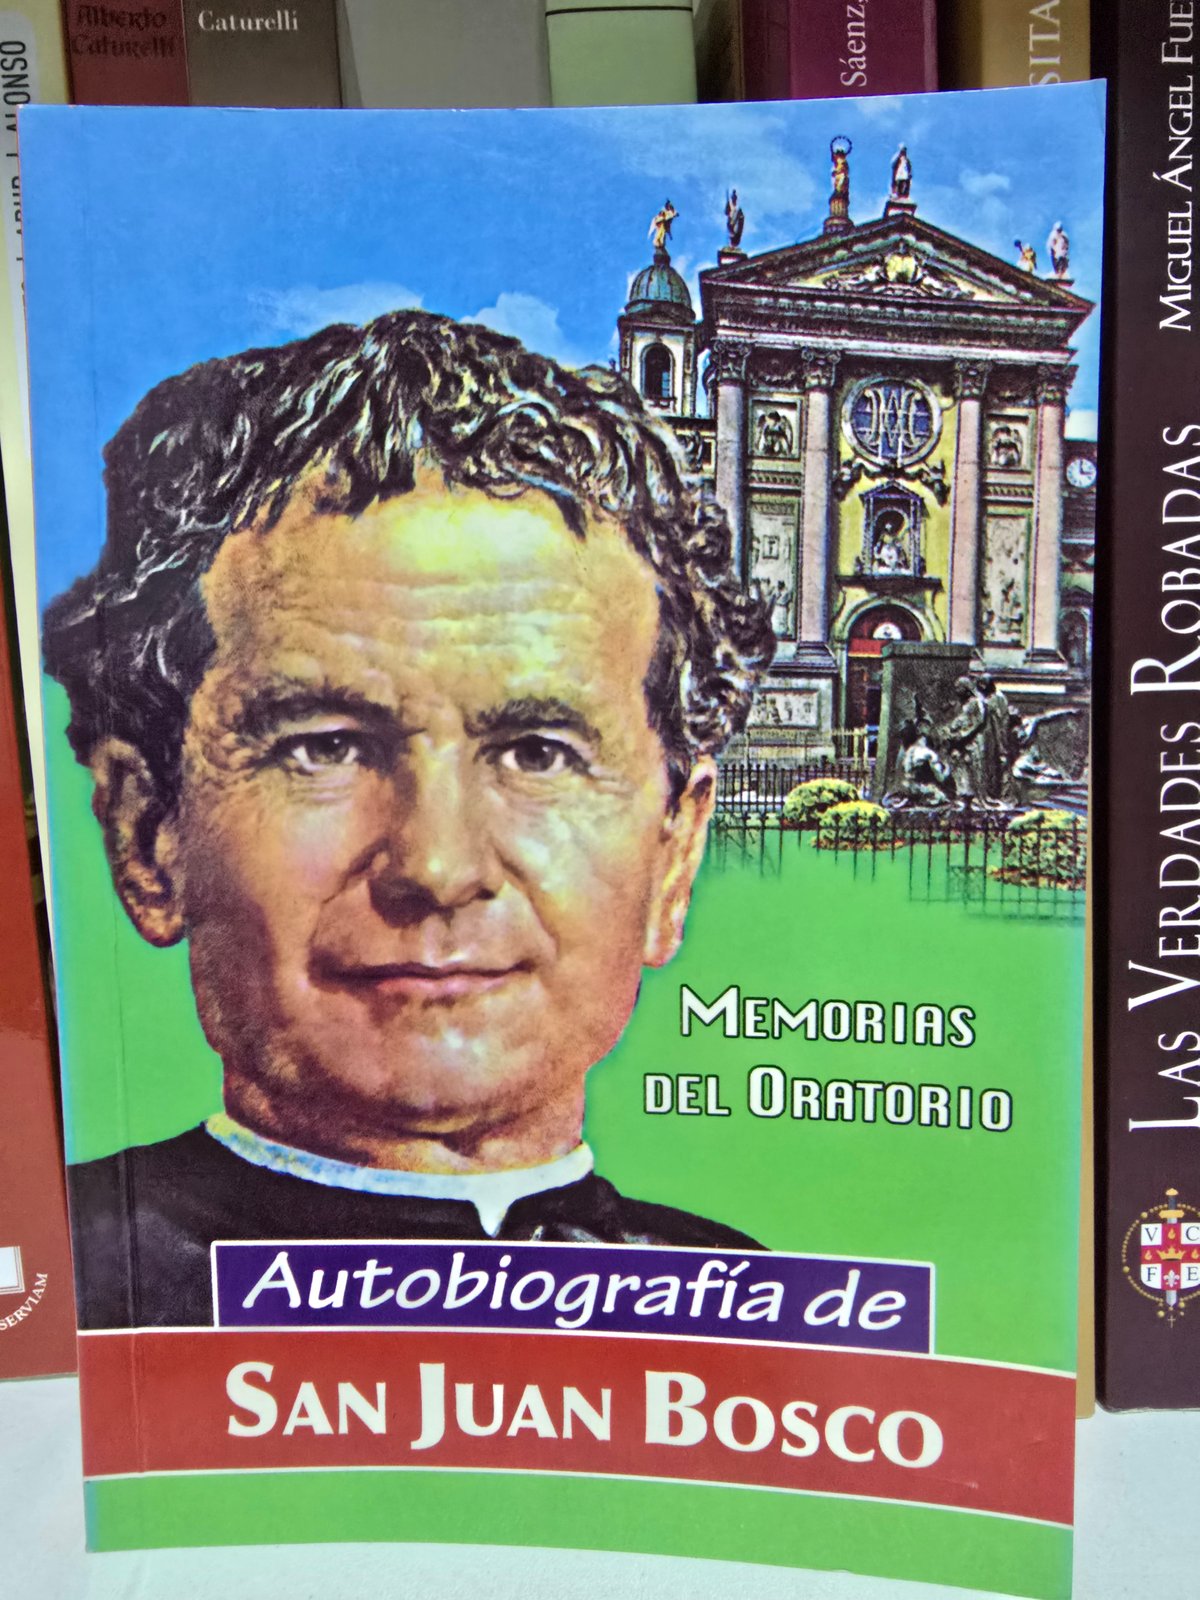 Alberto
Caturelli
Caturelli
Sáenz,
SITA
ALONSO
MEMORIAS
DEL ORATORIO
Autobiografía de
SAN JUAN BOSCO
LAS VERDADES ROBADAS
MIGUEL ÁNGEL FUE
V C
F E
SERVIAM